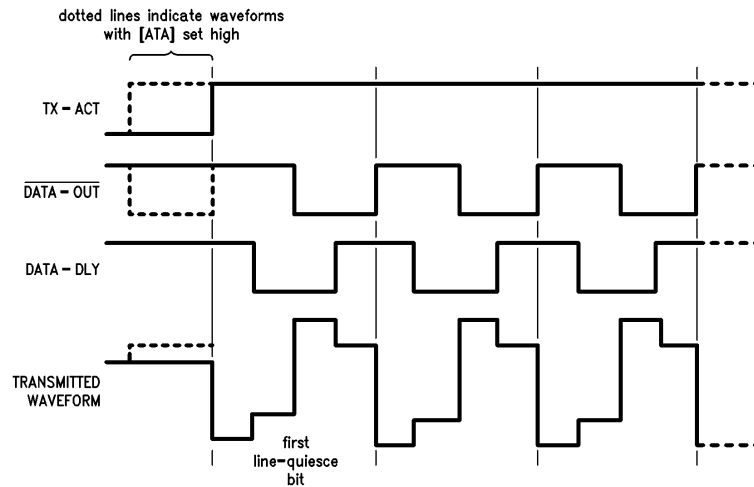 dotted lines indicate waveforms
with [ATA] set high
TX – ACT
DATA – OUT
DATA – DLY
TRANSMITTED
WAVEFORM
first
line-quiesce
bit